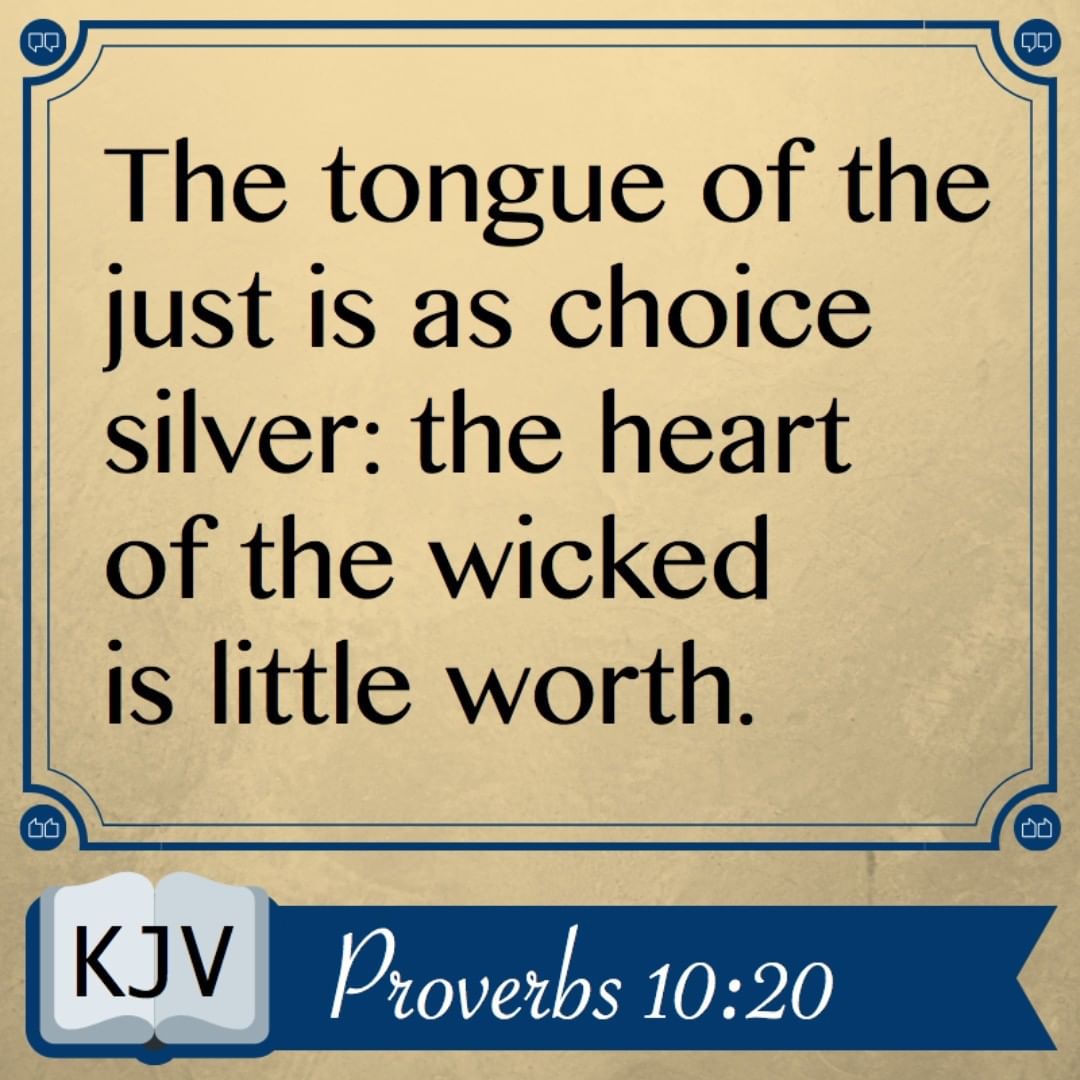 The tongue of the
just is as choice
silver: the heart
of the wicked
is little worth.
KJV
Proverbs 10:20